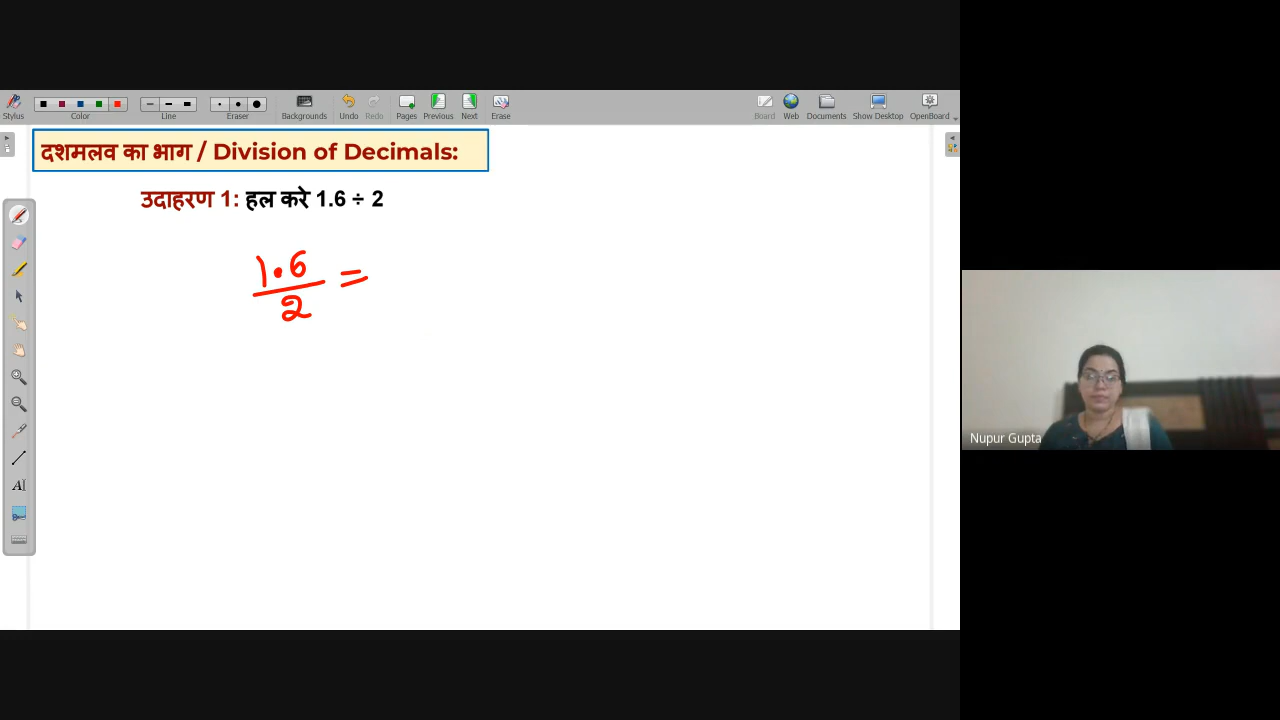 Stylus Color Line Eraser Backgrounds Undo Redo Pages Previous Next Erase Board Web Documents Show Desktop OpenBoard
दशमलव का भाग / Division of Decimals:
उदाहरण 1: हल करे 1.6 ÷ 2
1.6
2
=
AI
Nupur Gupta